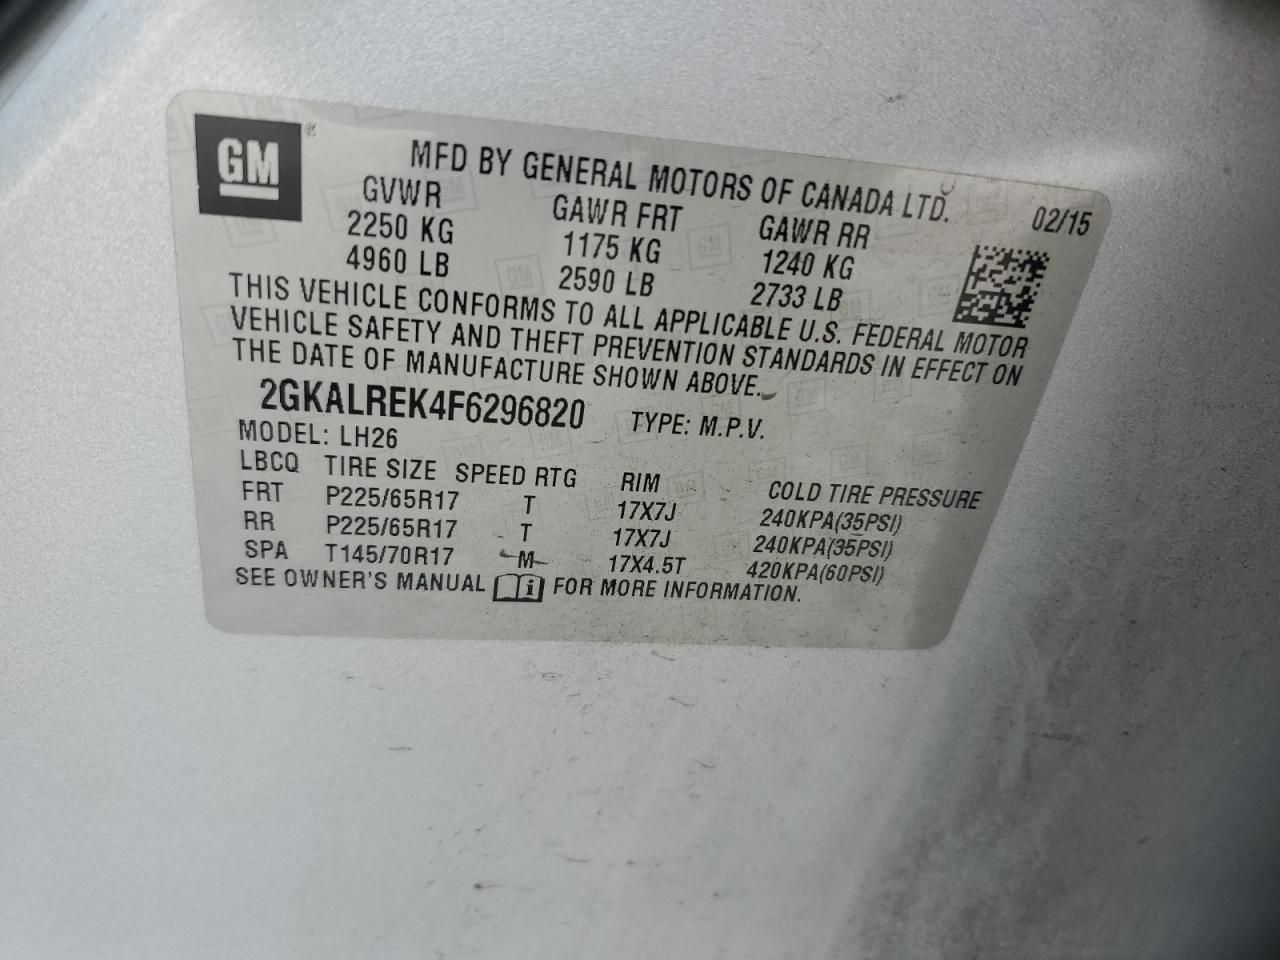 GM ®
MFD BY GENERAL MOTORS OF CANADA LTD.
02/15
GVWR GAWR FRT GAWR RR
2250 KG 1175 KG 1240 KG
4960 LB 2590 LB 2733 LB
THIS VEHICLE CONFORMS TO ALL APPLICABLE U.S. FEDERAL MOTOR
VEHICLE SAFETY AND THEFT PREVENTION STANDARDS IN EFFECT ON
THE DATE OF MANUFACTURE SHOWN ABOVE.
2GKALREK4F6296820 TYPE: M.P.V.
MODEL: LH26
LBCQ TIRE SIZE SPEED RTG RIM COLD TIRE PRESSURE
FRT P225/65R17 T 17X7J 240KPA(35PSI)
RR P225/65R17 T 17X7J 240KPA(35PSI)
SPA T145/70R17 M 17X4.5T 420KPA(60PSI)
SEE OWNER'S MANUAL i FOR MORE INFORMATION.